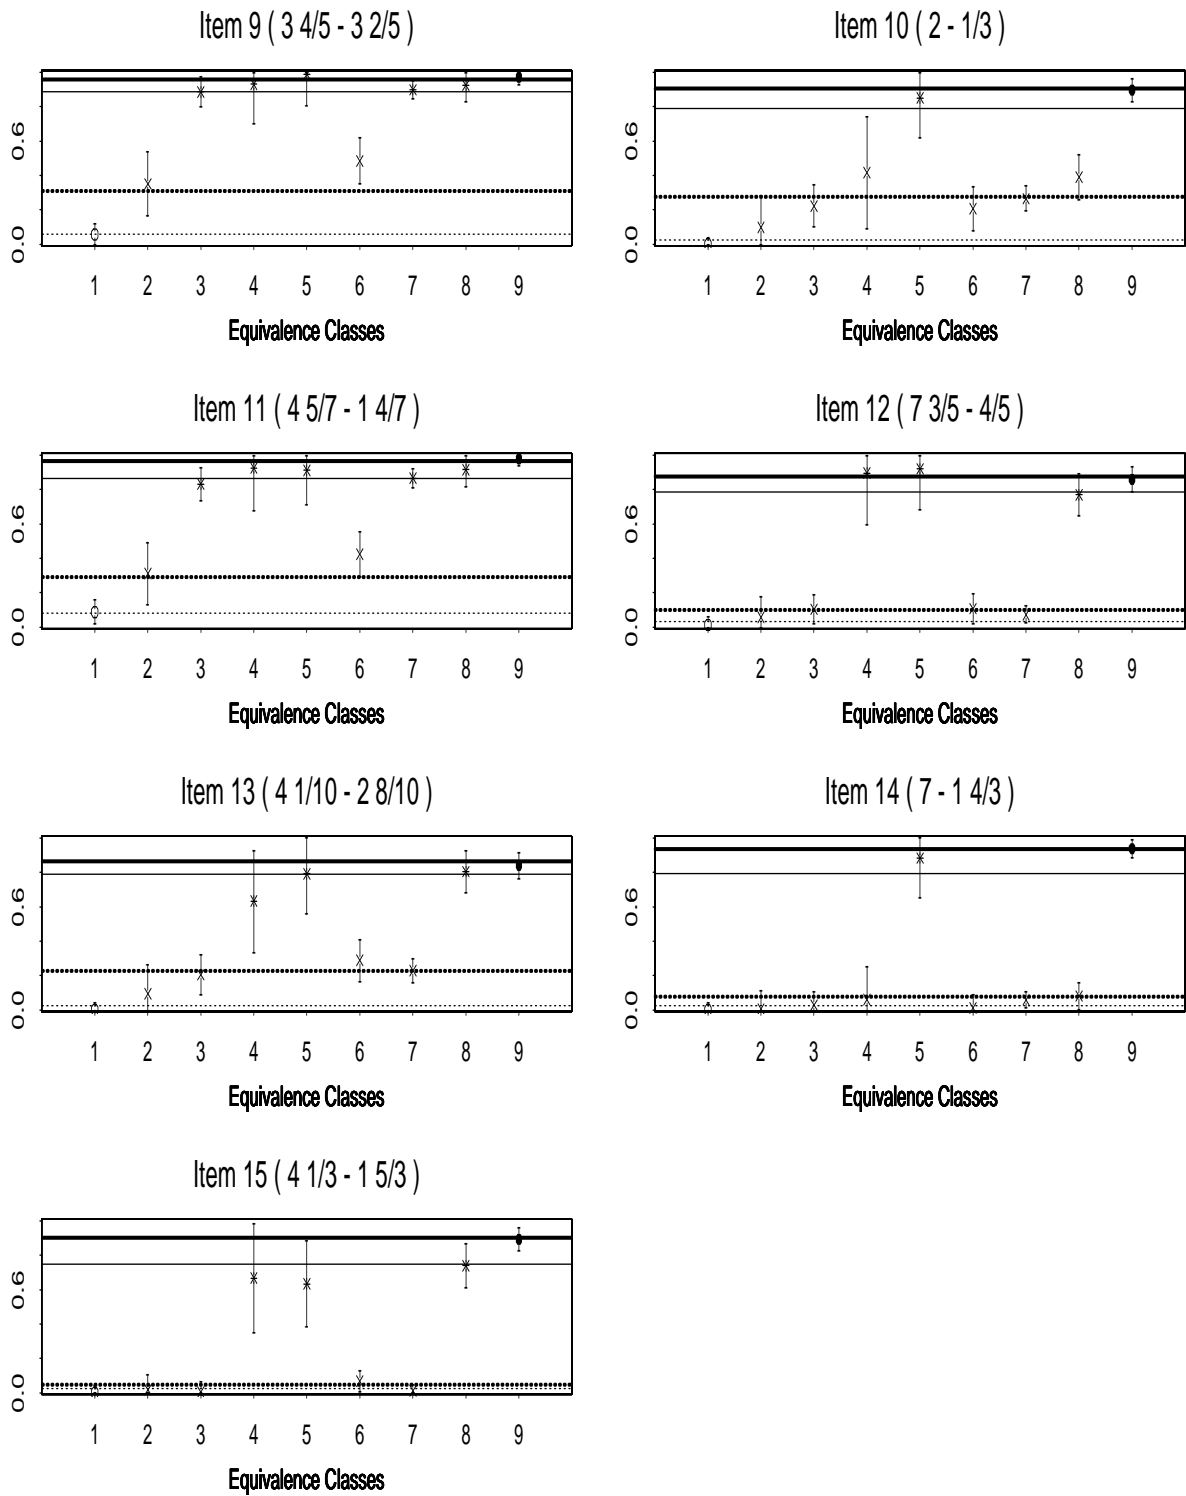 Item 9 ( 3 4/5 - 3 2/5 )
0.0 0.6
1 2 3 4 5 6 7 8 9
Equivalence Classes
Item 10 ( 2 - 1/3 )
0.0 0.6
1 2 3 4 5 6 7 8 9
Equivalence Classes
Item 11 ( 4 5/7 - 1 4/7 )
0.0 0.6
1 2 3 4 5 6 7 8 9
Equivalence Classes
Item 12 ( 7 3/5 - 4/5 )
0.0 0.6
1 2 3 4 5 6 7 8 9
Equivalence Classes
Item 13 ( 4 1/10 - 2 8/10 )
0.0 0.6
1 2 3 4 5 6 7 8 9
Equivalence Classes
Item 14 ( 7 - 1 4/3 )
0.0 0.6
1 2 3 4 5 6 7 8 9
Equivalence Classes
Item 15 ( 4 1/3 - 1 5/3 )
0.0 0.6
1 2 3 4 5 6 7 8 9
Equivalence Classes